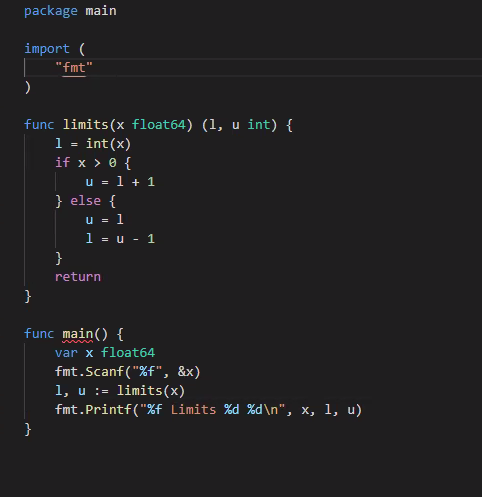 package main
import (
"fmt"
)
func limits(x float64) (l, u int) {
l = int(x)
if x > 0 {
u = l + 1
} else {
u = l
l = u - 1
}
return
}
func main() {
var x float64
fmt.Scanf("%f", &x)
l, u := limits(x)
fmt.Printf("%f Limits %d %d\n", x, l, u)
}